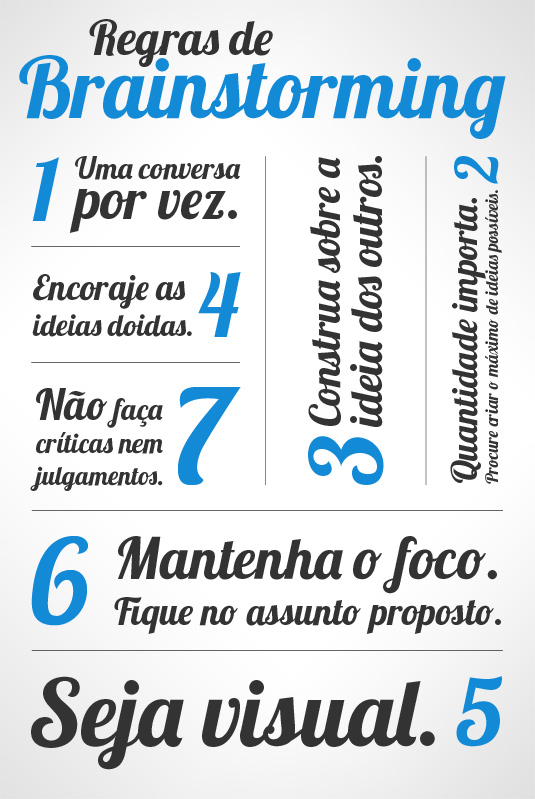 Regras de
Brainstorming
1
Uma conversa
por vez.
Encoraje as
ideias doidas.
4
Não faça
críticas nem
julgamentos.
7
3
Construa sobre a
ideia dos outros.
Quantidade importa.
Procure criar o máximo de ideias possíveis.
2
6
Mantenha o foco.
Fique no assunto proposto.
Seja visual. 5